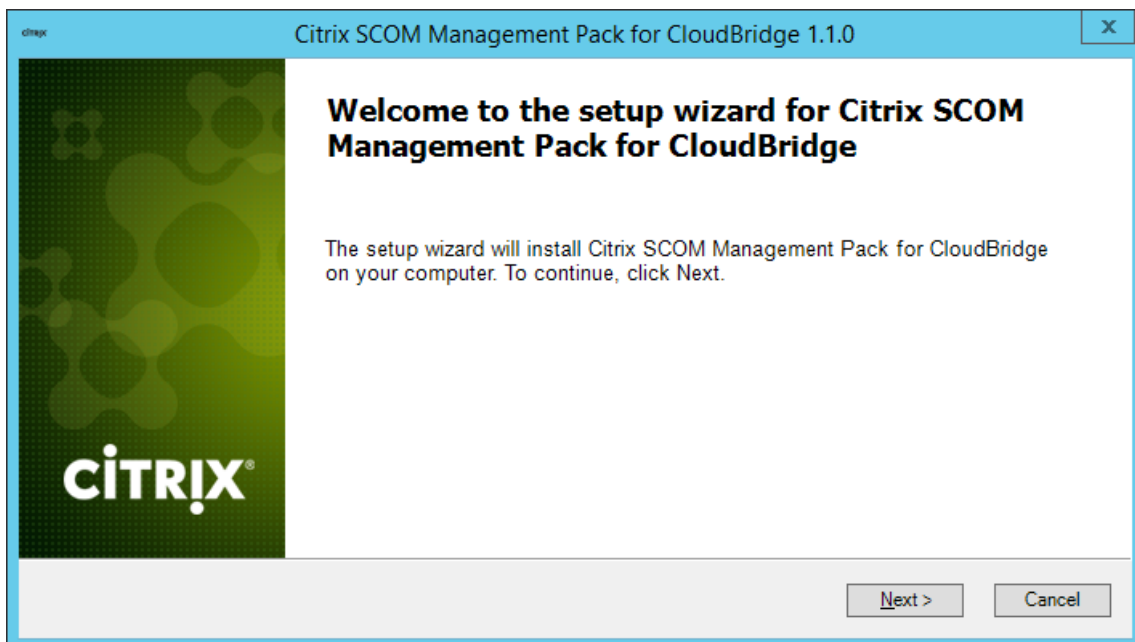 citrix
Citrix SCOM Management Pack for CloudBridge 1.1.0
x
Welcome to the setup wizard for Citrix SCOM
Management Pack for CloudBridge
The setup wizard will install Citrix SCOM Management Pack for CloudBridge
on your computer. To continue, click Next.
CİTRỊX®
Next >
Cancel